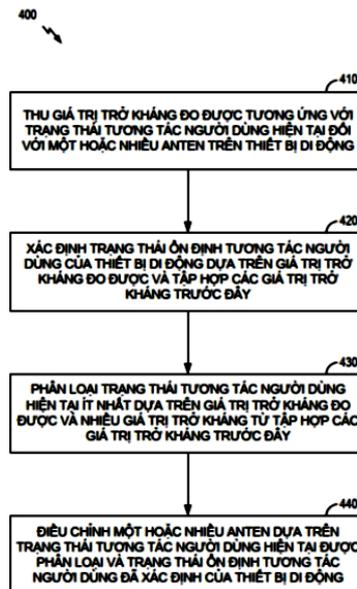 400
410
THU GIÁ TRỊ TRỞ KHÁNG ĐO ĐƯỢC TƯƠNG ỨNG VỚI
TRẠNG THÁI TƯƠNG TÁC NGƯỜI DÙNG HIỆN TẠI ĐỐI
VỚI MỘT HOẶC NHIỀU ANTEN TRÊN THIẾT BỊ DI ĐỘNG
420
XÁC ĐỊNH TRẠNG THÁI ỔN ĐỊNH TƯƠNG TÁC NGƯỜI
DÙNG CỦA THIẾT BỊ DI ĐỘNG DỰA TRÊN GIÁ TRỊ TRỞ
KHÁNG ĐO ĐƯỢC VÀ TẬP HỢP CÁC GIÁ TRỊ TRỞ
KHÁNG TRƯỚC ĐÂY
430
PHÂN LOẠI TRẠNG THÁI TƯƠNG TÁC NGƯỜI DÙNG
HIỆN TẠI ÍT NHẤT DỰA TRÊN GIÁ TRỊ TRỞ KHÁNG ĐO
ĐƯỢC VÀ NHIỀU GIÁ TRỊ TRỞ KHÁNG TỪ TẬP HỢP CÁC
GIÁ TRỊ TRỞ KHÁNG TRƯỚC ĐÂY
440
ĐIỀU CHỈNH MỘT HOẶC NHIỀU ANTEN DỰA TRÊN
TRẠNG THÁI TƯƠNG TÁC NGƯỜI DÙNG HIỆN TẠI ĐƯỢC
PHÂN LOẠI VÀ TRẠNG THÁI ỔN ĐỊNH TƯƠNG TÁC
NGƯỜI DÙNG ĐÃ XÁC ĐỊNH CỦA THIẾT BỊ DI ĐỘNG